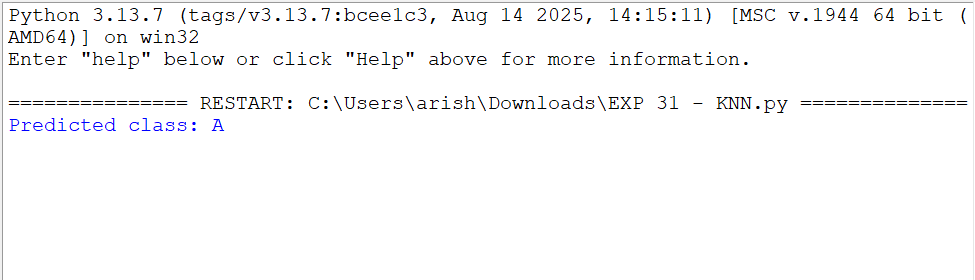 Python 3.13.7 (tags/v3.13.7:bcee1c3, Aug 14 2025, 14:15:11) [MSC v.1944 64 bit (
AMD64)] on win32
Enter "help" below or click "Help" above for more information.
=============== RESTART: C:\Users\arish\Downloads\EXP 31 - KNN.py ==============
Predicted class: A